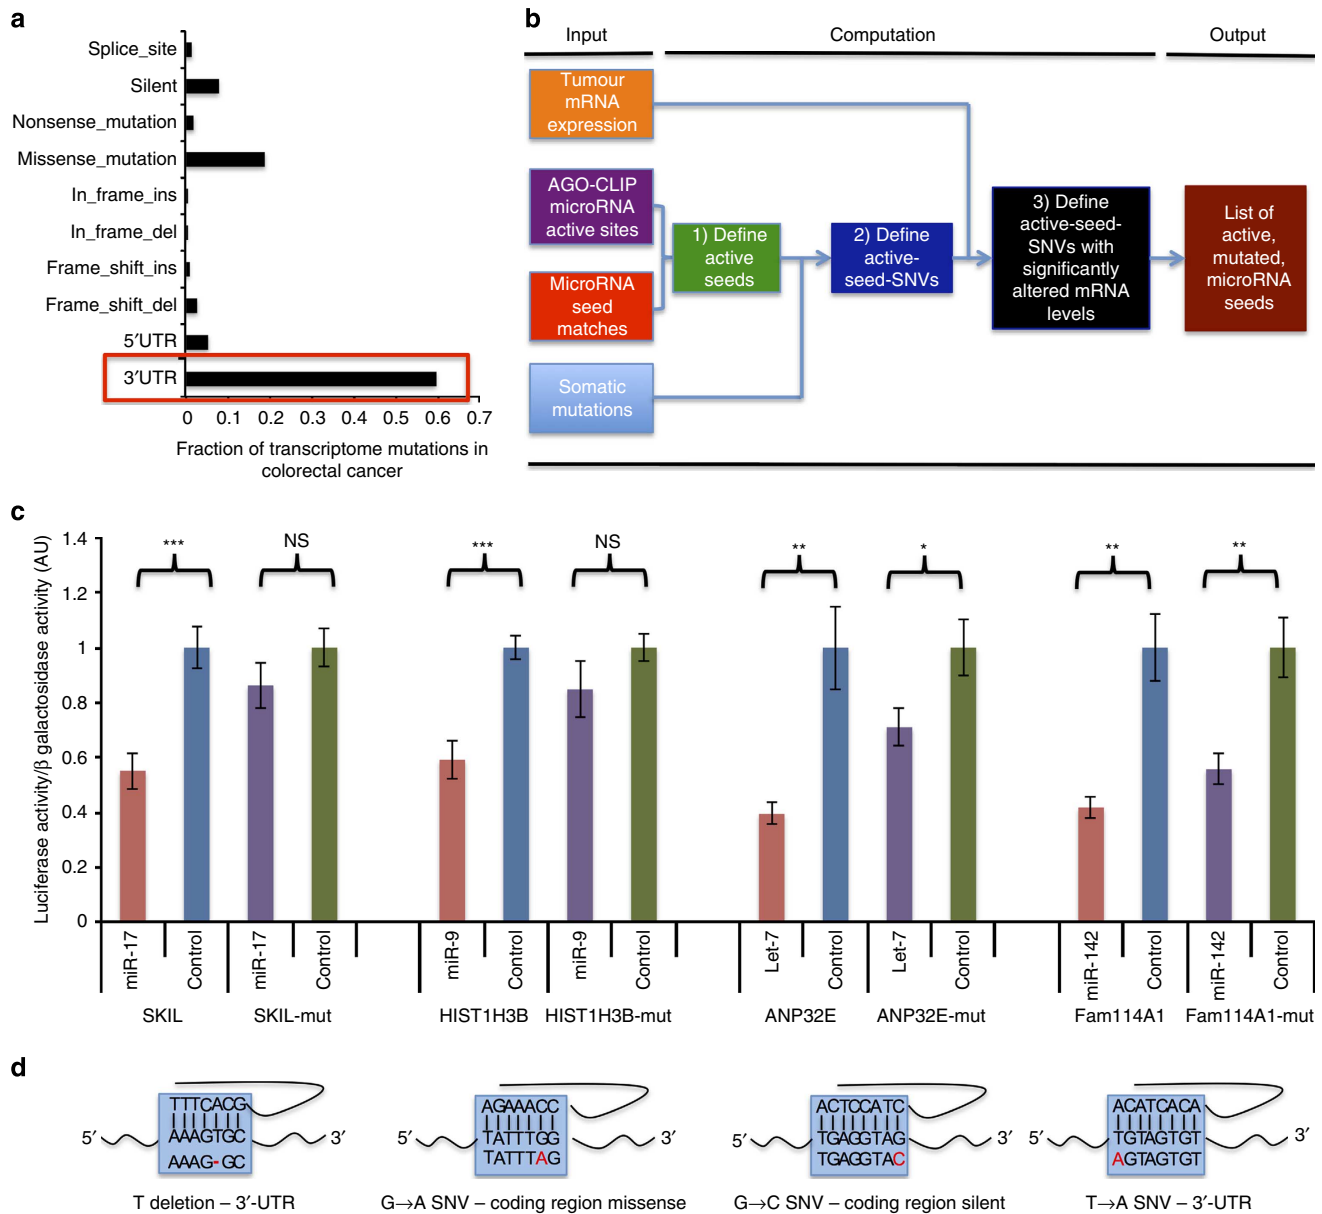 a
Splice_site
Silent
Nonsense_mutation
Missense_mutation
In_frame_ins
In_frame_del
Frame_shift_ins
Frame_shift_del
5′UTR
3′UTR
0 0.1 0.2 0.3 0.4 0.5 0.6 0.7
Fraction of transcriptome mutations in
colorectal cancer
b
Input Computation Output
Tumour
mRNA
expression
AGO-CLIP
microRNA
active sites
MicroRNA
seed
matches
Somatic
mutations
1) Define
active
seeds
2) Define
active-
seed-SNVs
3) Define
active-seed-
SNVs with
significantly
altered mRNA
levels
List of
active,
mutated,
microRNA
seeds
c
Luciferase activity/β galactosidase activity (AU)
1.4
1.2
1
0.8
0.6
0.4
0.2
0
*** NS *** NS ** * ** **
miR-17 Control miR-17 Control miR-9 Control miR-9 Control Let-7 Control Let-7 Control miR-142 Control miR-142 Control
SKIL SKIL-mut HIST1H3B HIST1H3B-mut ANP32E ANP32E-mut Fam114A1 Fam114A1-mut
d
TTTCACG
5′ AAAGTGC 3′
AAAG-GC
T deletion – 3′-UTR
AGAAACC
5′ TATTTGG 3′
TATTTAG
G→A SNV – coding region missense
ACTCCATC
5′ TGAGGTAG 3′
TGAGGTAC
G→C SNV – coding region silent
ACATCACA
5′ TGTAGTGT 3′
AGTAGTGT
T→A SNV – 3′-UTR